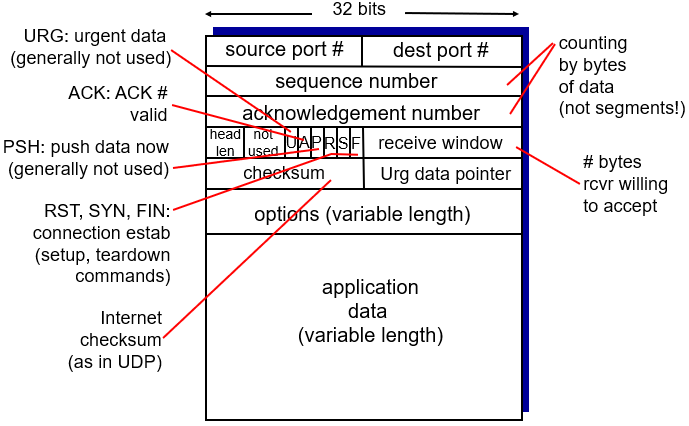 32 bits
URG: urgent data
(generally not used)
ACK: ACK #
valid
PSH: push data now
(generally not used)
RST, SYN, FIN:
connection estab
(setup, teardown
commands)
Internet
checksum
(as in UDP)
source port #
dest port #
sequence number
acknowledgement number
head
len
not
used
U A P R S F
receive window
checksum
Urg data pointer
options (variable length)
application
data
(variable length)
counting
by bytes
of data
(not segments!)
# bytes
rcvr willing
to accept